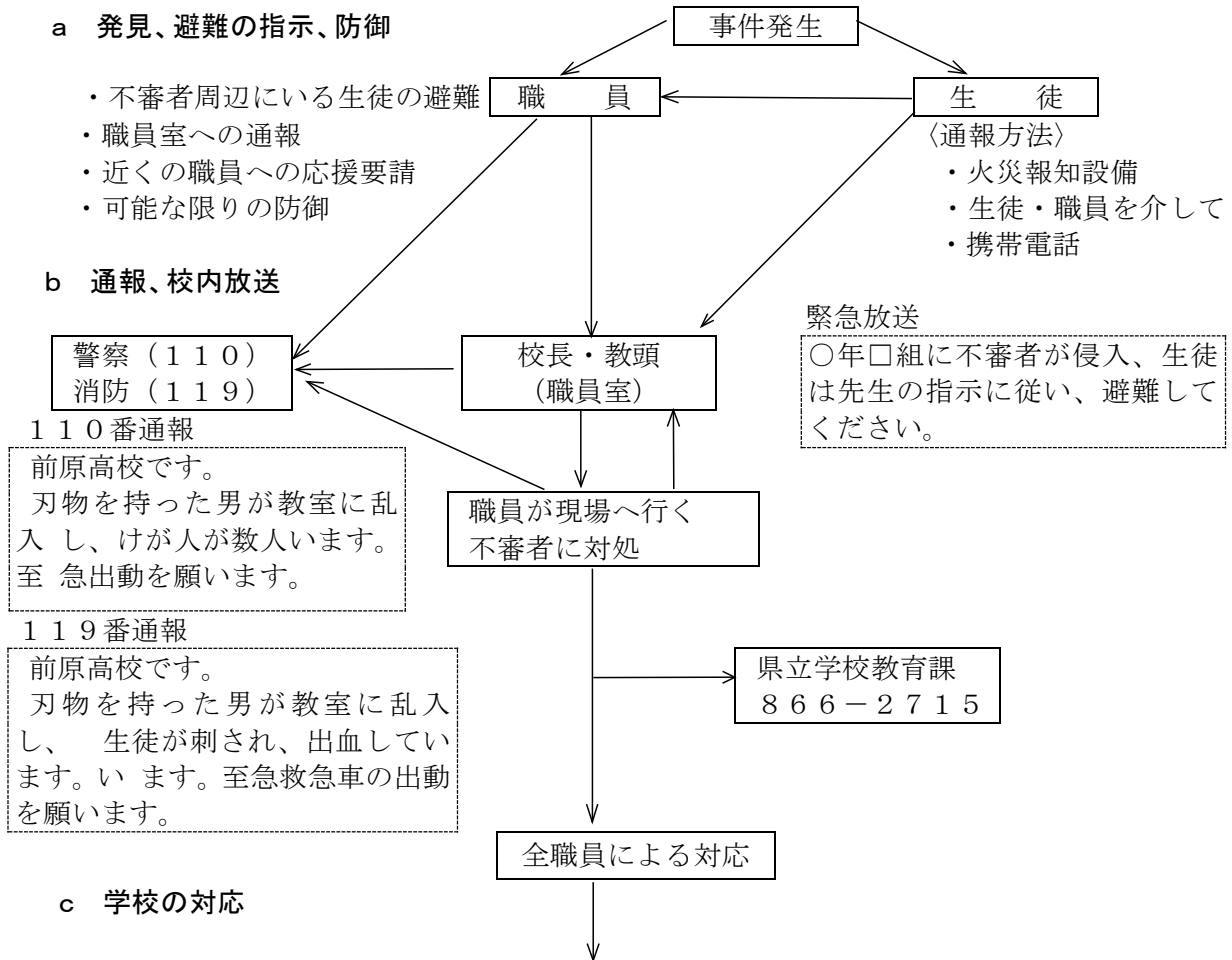 a　発見、避難の指示、防御
事件発生
・不審者周辺にいる生徒の避難
・職員室への通報
・近くの職員への応援要請
・可能な限りの防御
職　　員
生　　徒
〈通報方法〉
・火災報知設備
・生徒・職員を介して
・携帯電話
b　通報、校内放送
警察（１１０）
消防（１１９）
校長・教頭
（職員室）
緊急放送
○年□組に不審者が侵入、生徒
は先生の指示に従い、避難して
ください。
１１０番通報
前原高校です。
刃物を持った男が教室に乱
入 し、けが人が数人います。
至 急出動を願います。
職員が現場へ行く
不審者に対処
１１９番通報
前原高校です。
刃物を持った男が教室に乱入
し、　生徒が刺され、出血してい
ます。い ます。至急救急車の出動
を願います。
県立学校教育課
８６６－２７１５
全職員による対応
c　学校の対応